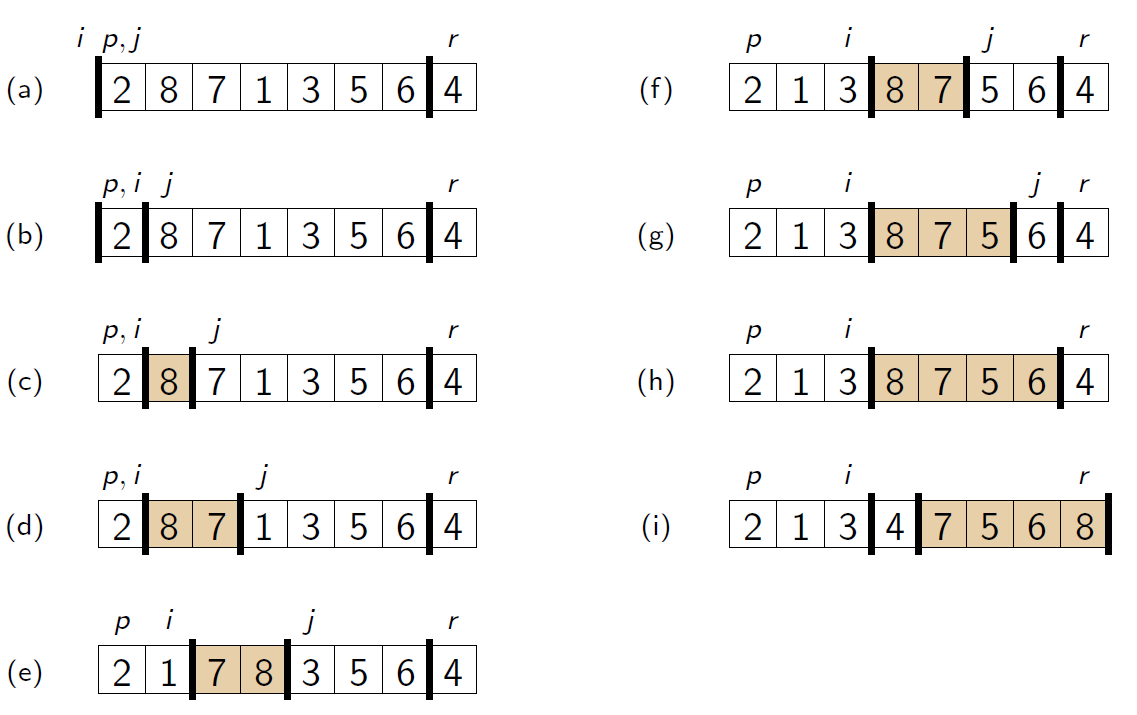 i p, j r
(a) 2 8 7 1 3 5 6 4
p, i j r
(b) 2 8 7 1 3 5 6 4
p, i j r
(c) 2 8 7 1 3 5 6 4
p, i j r
(d) 2 8 7 1 3 5 6 4
p i j r
(e) 2 1 7 8 3 5 6 4
p i j r
(f) 2 1 3 8 7 5 6 4
p i j r
(g) 2 1 3 8 7 5 6 4
p i r
(h) 2 1 3 8 7 5 6 4
p i r
(i) 2 1 3 4 7 5 6 8